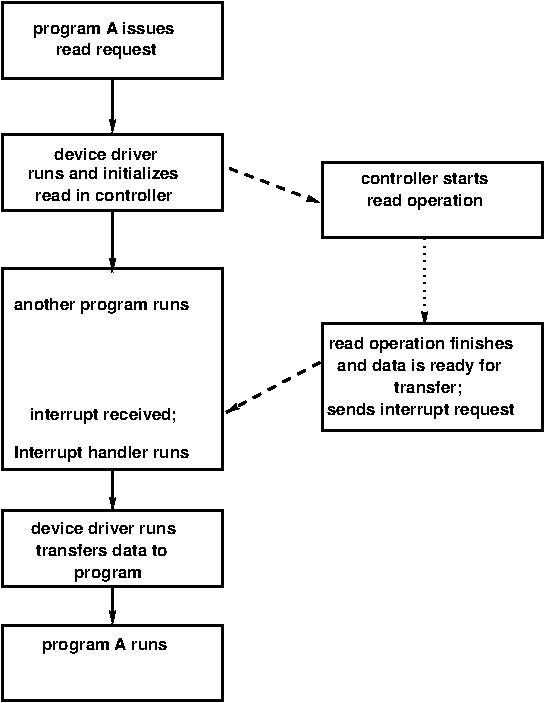 program A issues
read request
device driver
runs and initializes
read in controller
controller starts
read operation
another program runs
read operation finishes
and data is ready for
transfer;
sends interrupt request
interrupt received;
Interrupt handler runs
device driver runs
transfers data to
program
program A runs